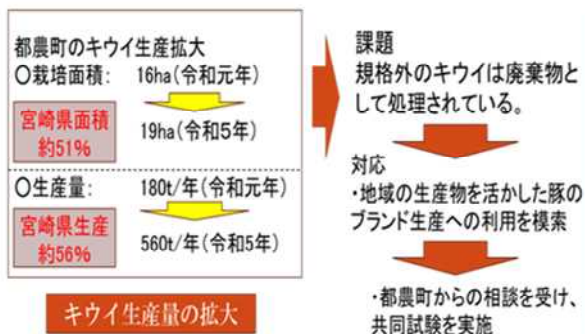 都農町のキウイ生産拡大
〇栽培面積: 16ha(令和元年)
宮崎県面積
約51%
19ha(令和5年)
〇生産量: 180t/年(令和元年)
宮崎県生産
約56%
560t/年(令和5年)
キウイ生産量の拡大
課題
規格外のキウイは廃棄物と
して処理されている。
対応
・地域の生産物を活かした豚の
ブランド生産への利用を模索
・都農町からの相談を受け、
共同試験を実施